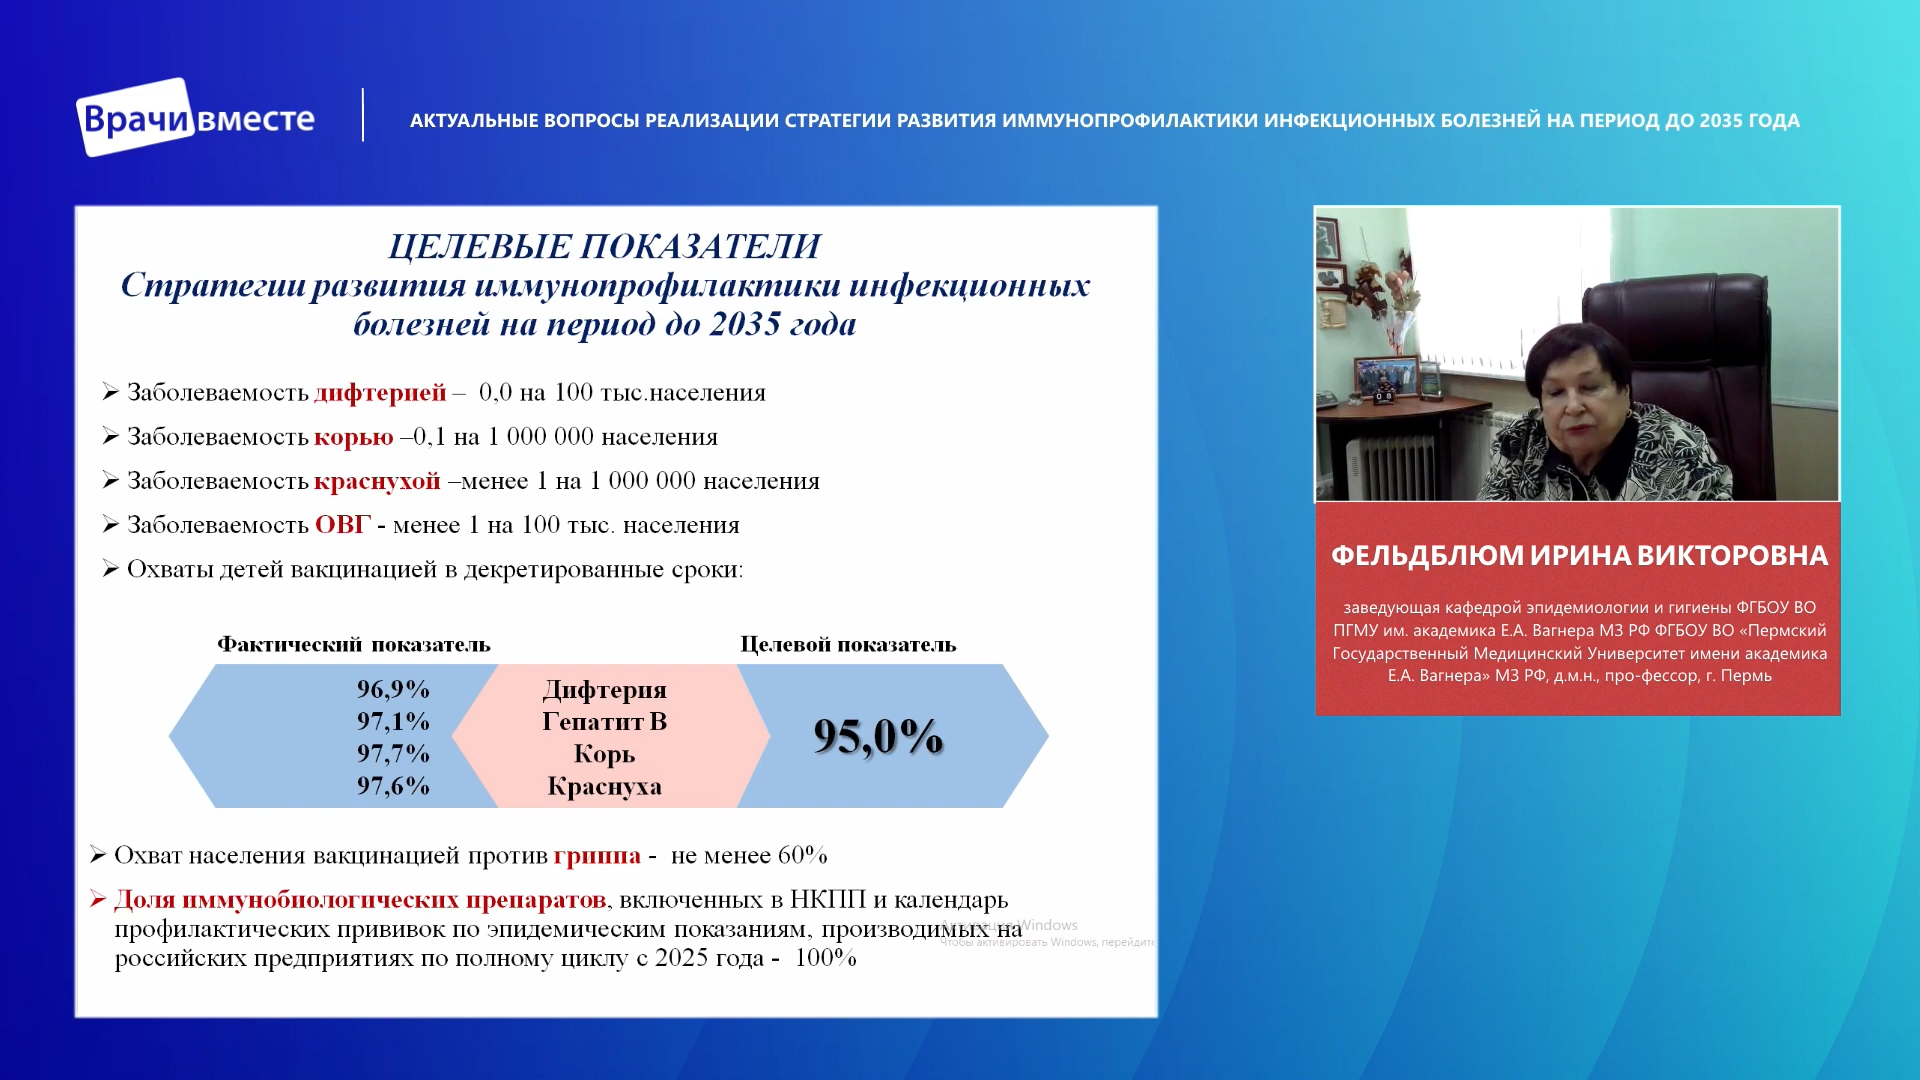 Врачи вместе
АКТУАЛЬНЫЕ ВОПРОСЫ РЕАЛИЗАЦИИ СТРАТЕГИИ РАЗВИТИЯ ИММУНОПРОФИЛАКТИКИ ИНФЕКЦИОННЫХ БОЛЕЗНЕЙ НА ПЕРИОД ДО 2035 ГОДА
ЦЕЛЕВЫЕ ПОКАЗАТЕЛИ
Стратегии развития иммунопрофилактики инфекционных
болезней на период до 2035 года
➢ Заболеваемость дифтерией – 0,0 на 100 тыс.населения
➢ Заболеваемость корью –0,1 на 1 000 000 населения
➢ Заболеваемость краснухой –менее 1 на 1 000 000 населения
➢ Заболеваемость ОВГ - менее 1 на 100 тыс. населения
➢ Охваты детей вакцинацией в декретированные сроки:
Фактический показатель Целевой показатель
96,9% Дифтерия
97,1% Гепатит В
97,7% Корь
97,6% Краснуха
95,0%
➢ Охват населения вакцинацией против гриппа - не менее 60%
➢ Доля иммунобиологических препаратов, включенных в НКПП и календарь
профилактических прививок по эпидемическим показаниям, производимых на
российских предприятиях по полному циклу с 2025 года - 100%
Активация Windows
Чтобы активировать Windows, перейдите
08
ФЕЛЬДБЛЮМ ИРИНА ВИКТОРОВНА
заведующая кафедрой эпидемиологии и гигиены ФГБОУ ВО
ПГМУ им. академика Е.А. Вагнера МЗ РФ ФГБОУ ВО «Пермский
Государственный Медицинский Университет имени академика
Е.А. Вагнера» МЗ РФ, д.м.н., про-фессор, г. Пермь